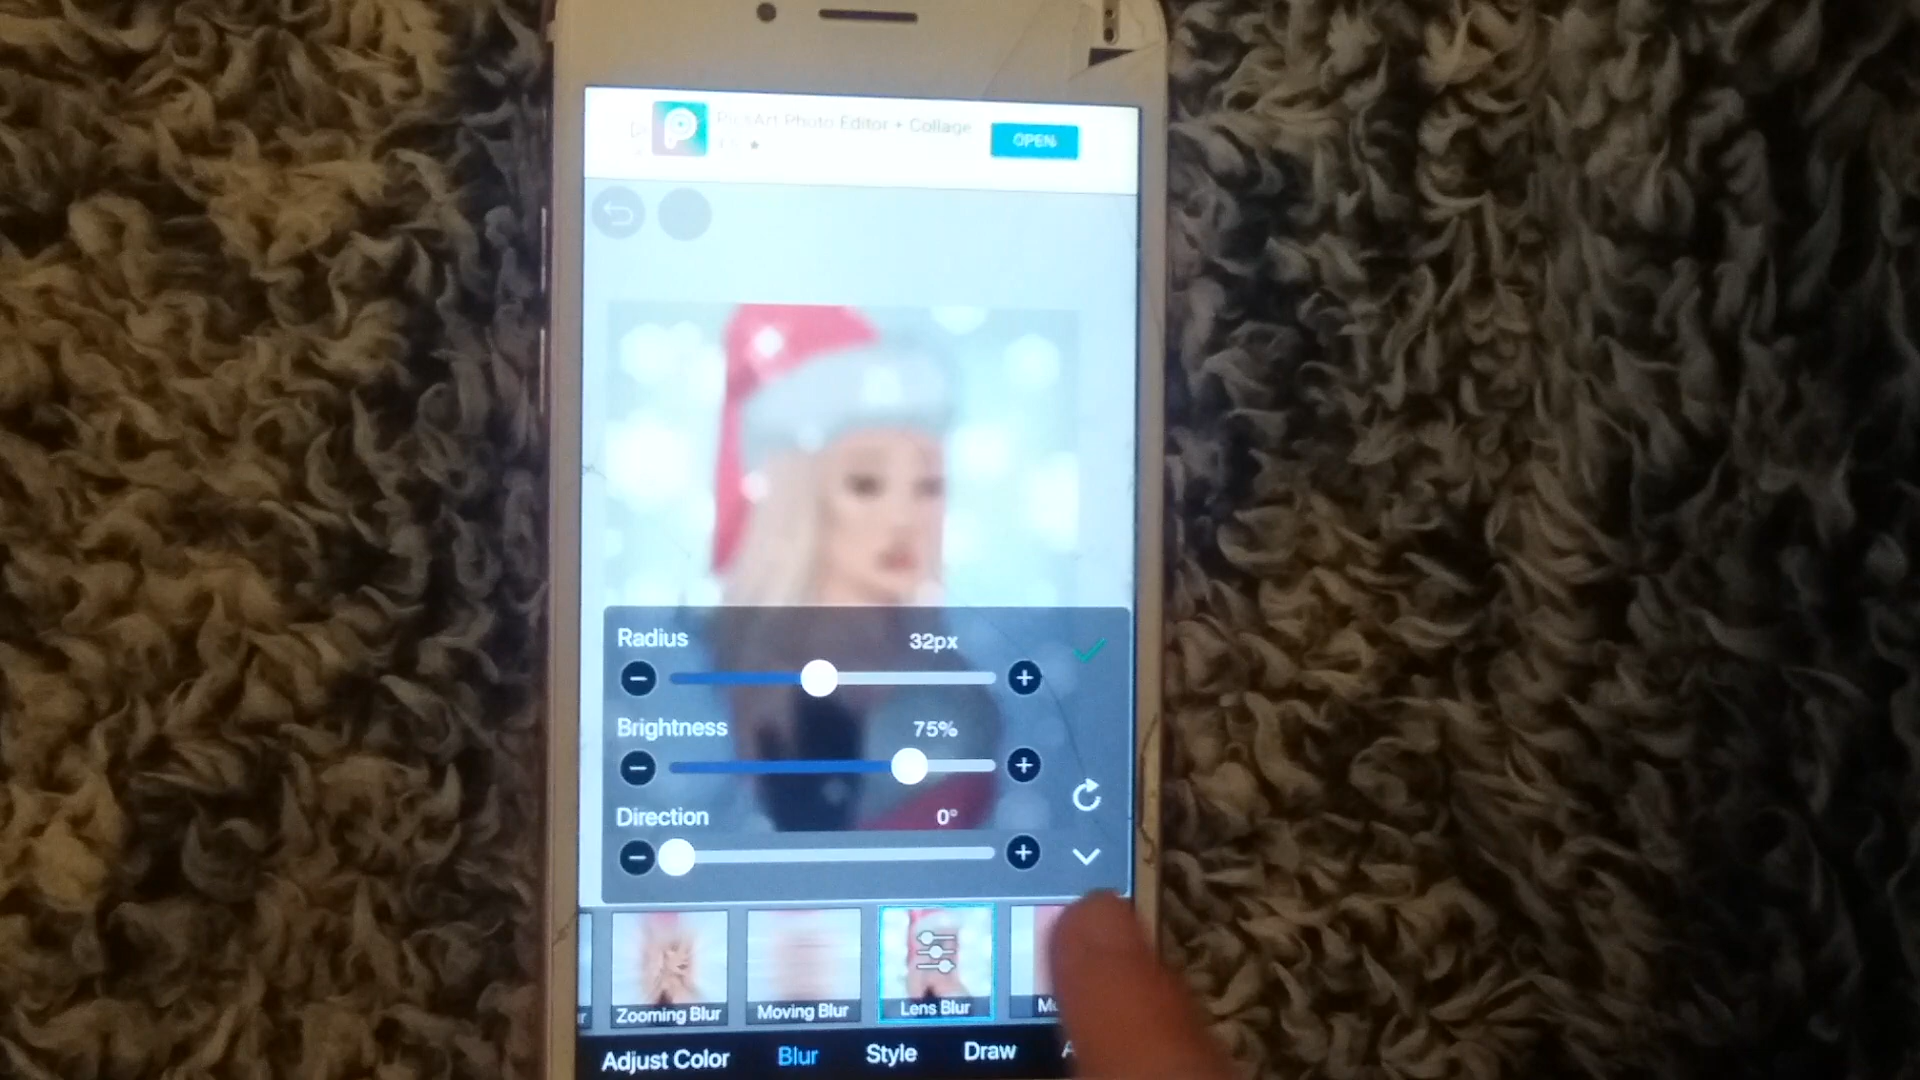 PicsArt Photo Editor + Collage
OPEN
Radius 32px
Brightness 75%
Direction 0°
Zooming Blur
Moving Blur
Lens Blur
Adjust Color
Blur
Style
Draw